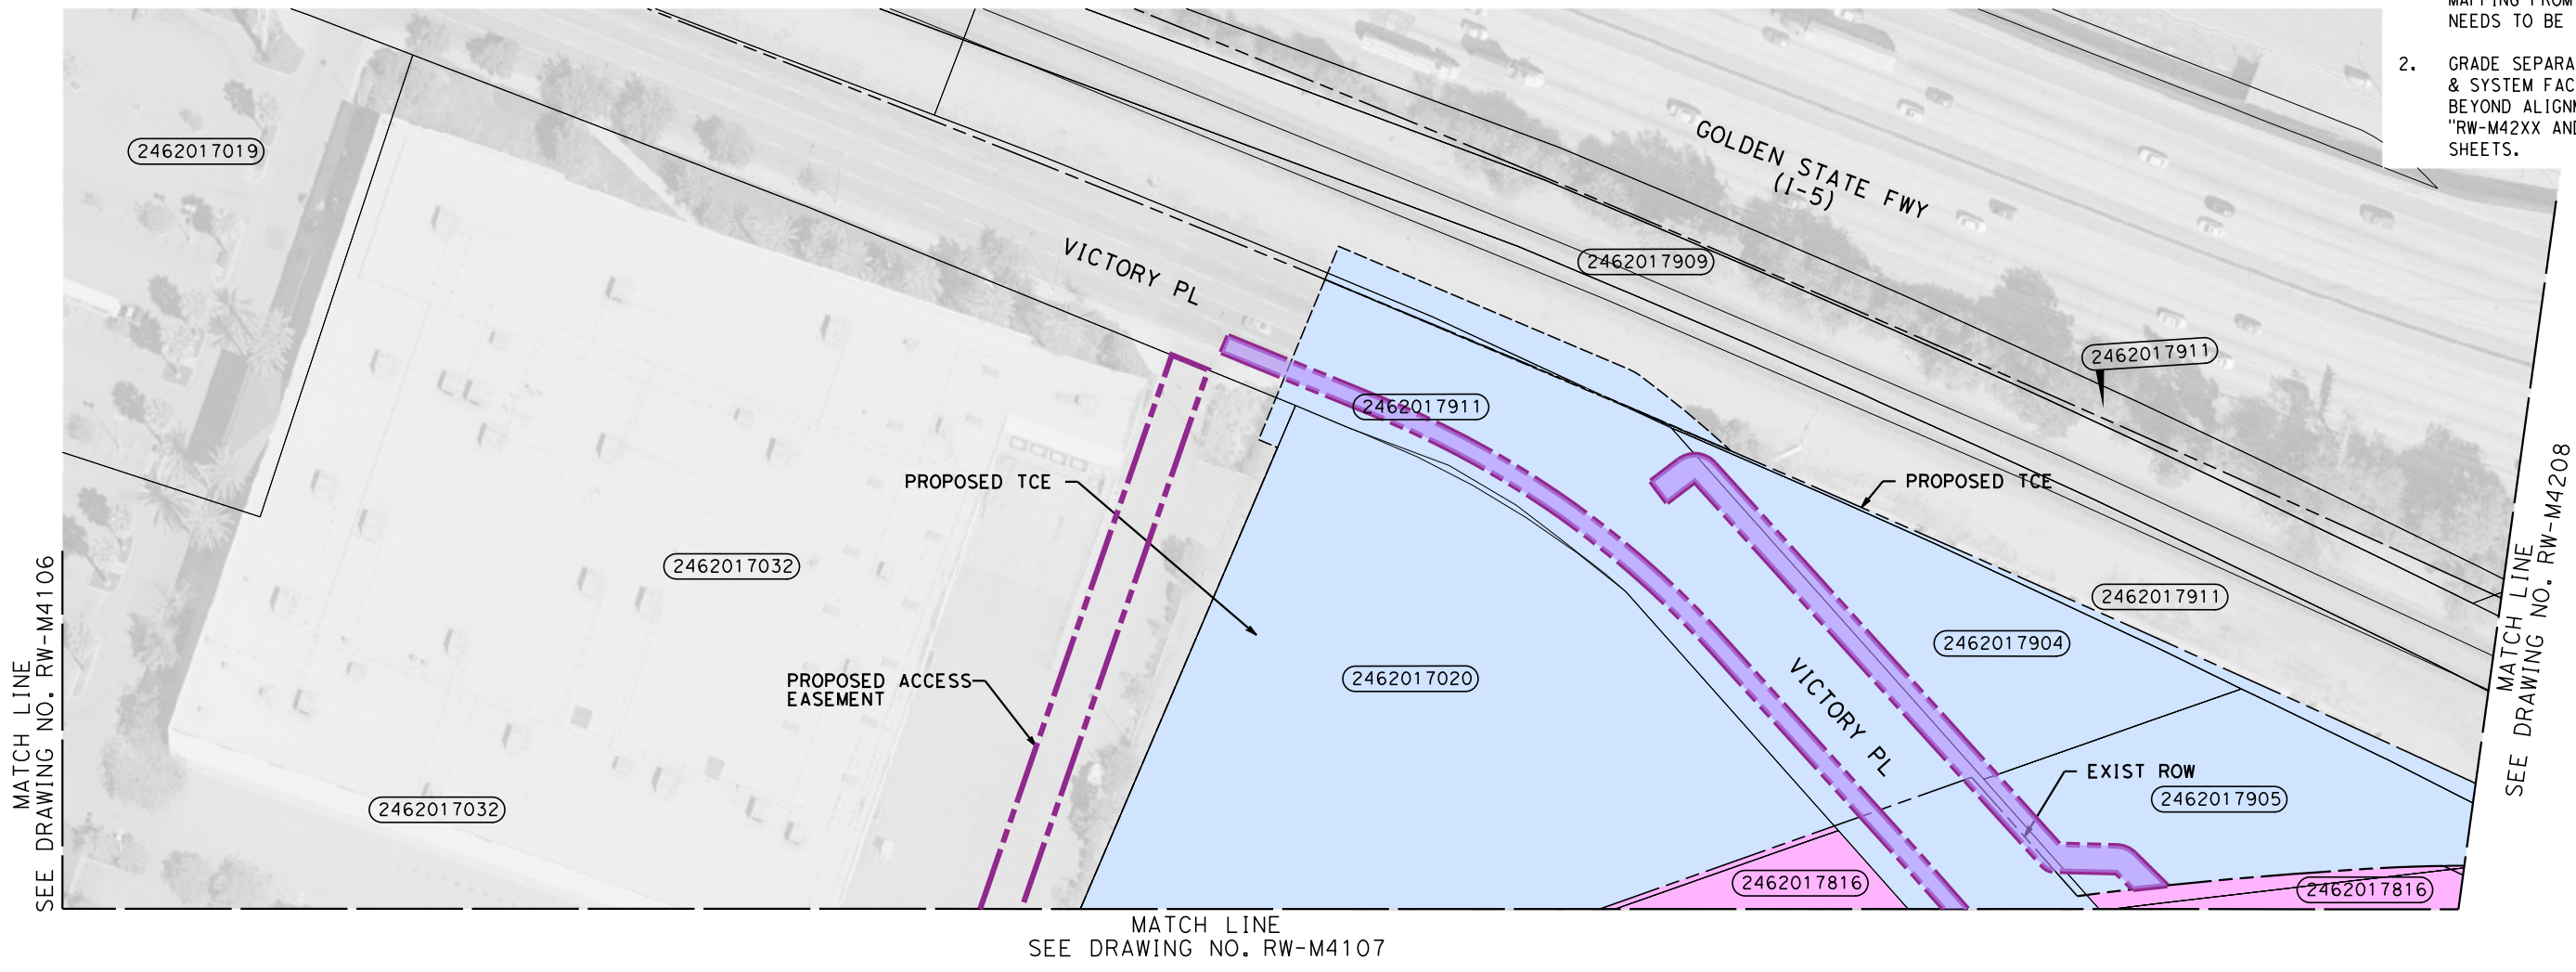 NEEDS TO BE
2. GRADE SEPARA
& SYSTEM FAC
BEYOND ALIGNM
"RW-M42XX AND
SHEETS.
2462017019
GOLDEN STATE FWY
(I-5)
VICTORY PL
2462017909
2462017911
2462017911
PROPOSED TCE
PROPOSED TCE
2462017032
2462017911
2462017904
2462017020
PROPOSED ACCESS
EASEMENT
VICTORY PL
EXIST ROW
2462017905
2462017032
2462017816
2462017816
MATCH LINE
SEE DRAWING NO. RW-M4106
MATCH LINE
SEE DRAWING NO. RW-M4208
MATCH LINE
SEE DRAWING NO. RW-M4107